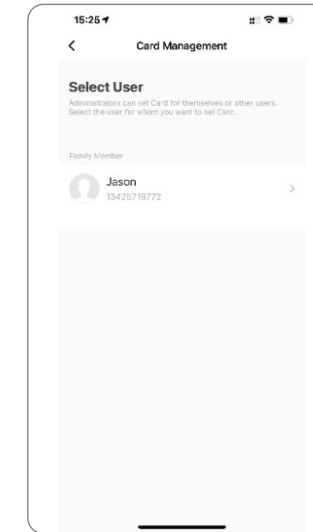 15:25
Card Management
Select User
Administrators can set Card for themselves or other users.
Select the user for whom you want to set Carc.
Family Member
Jason
13425719772